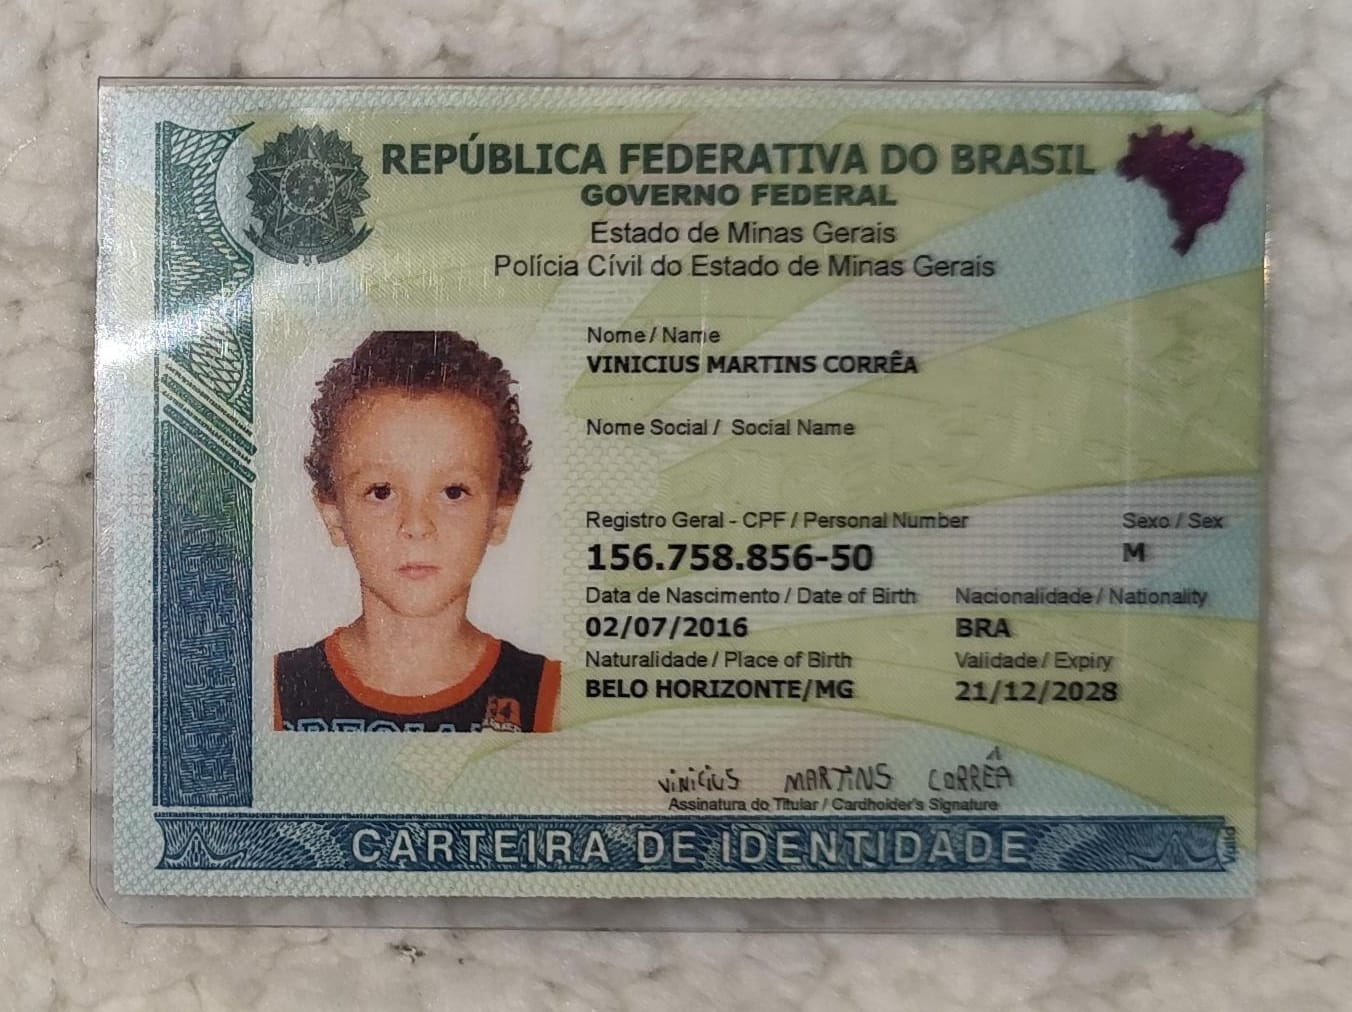 REPÚBLICA FEDERATIVA DO BRASIL
GOVERNO FEDERAL
Estado de Minas Gerais
Polícia Cívil do Estado de Minas Gerais
Nome / Name
VINICIUS MARTINS CORRÊA
Nome Social / Social Name
Registro Geral - CPF / Personal Number Sexo / Sex
156.758.856-50 M
Data de Nascimento / Date of Birth Nacionalidade / Nationality
02/07/2016 BRA
Naturalidade / Place of Birth Validade / Expiry
BELO HORIZONTE/MG 21/12/2028
VINICIUS MARTINS CORRÊA
Assinatura do Titular / Cardholder's Signature
CARTEIRA DE IDENTIDADE